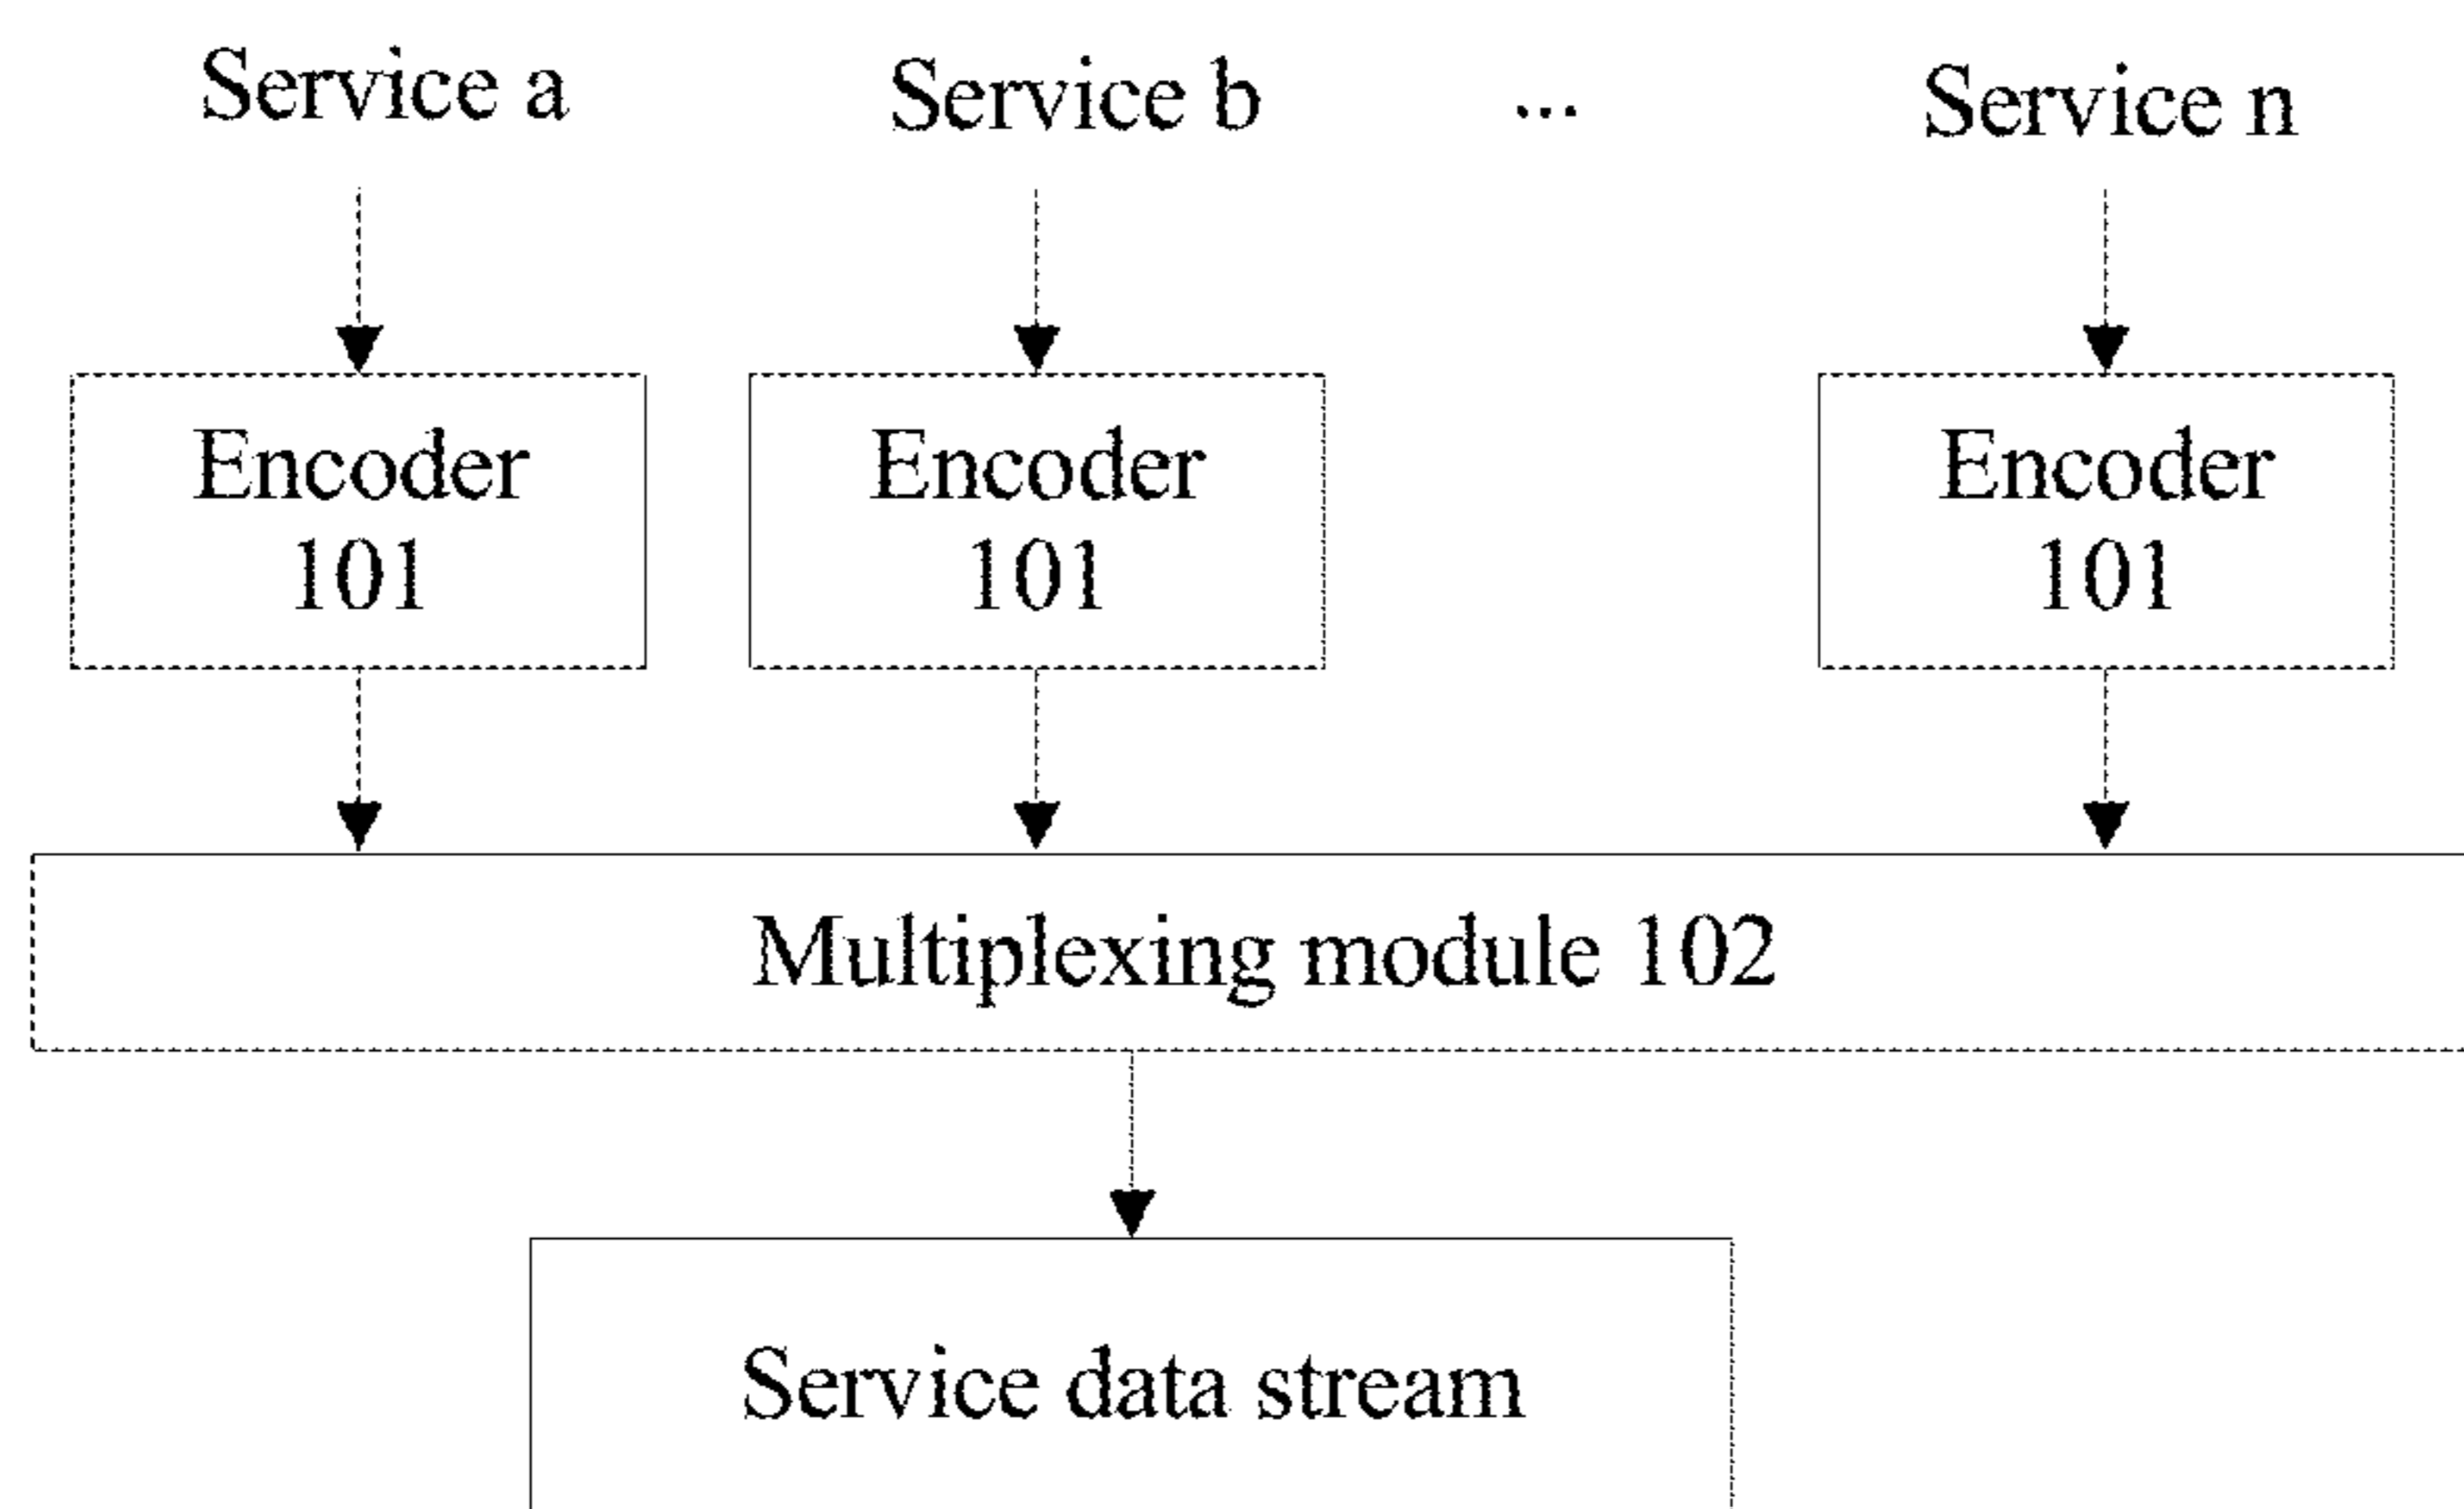 Service a
Service b
...
Service n
Encoder
101
Encoder
101
Encoder
101
Multiplexing module 102
Service data stream